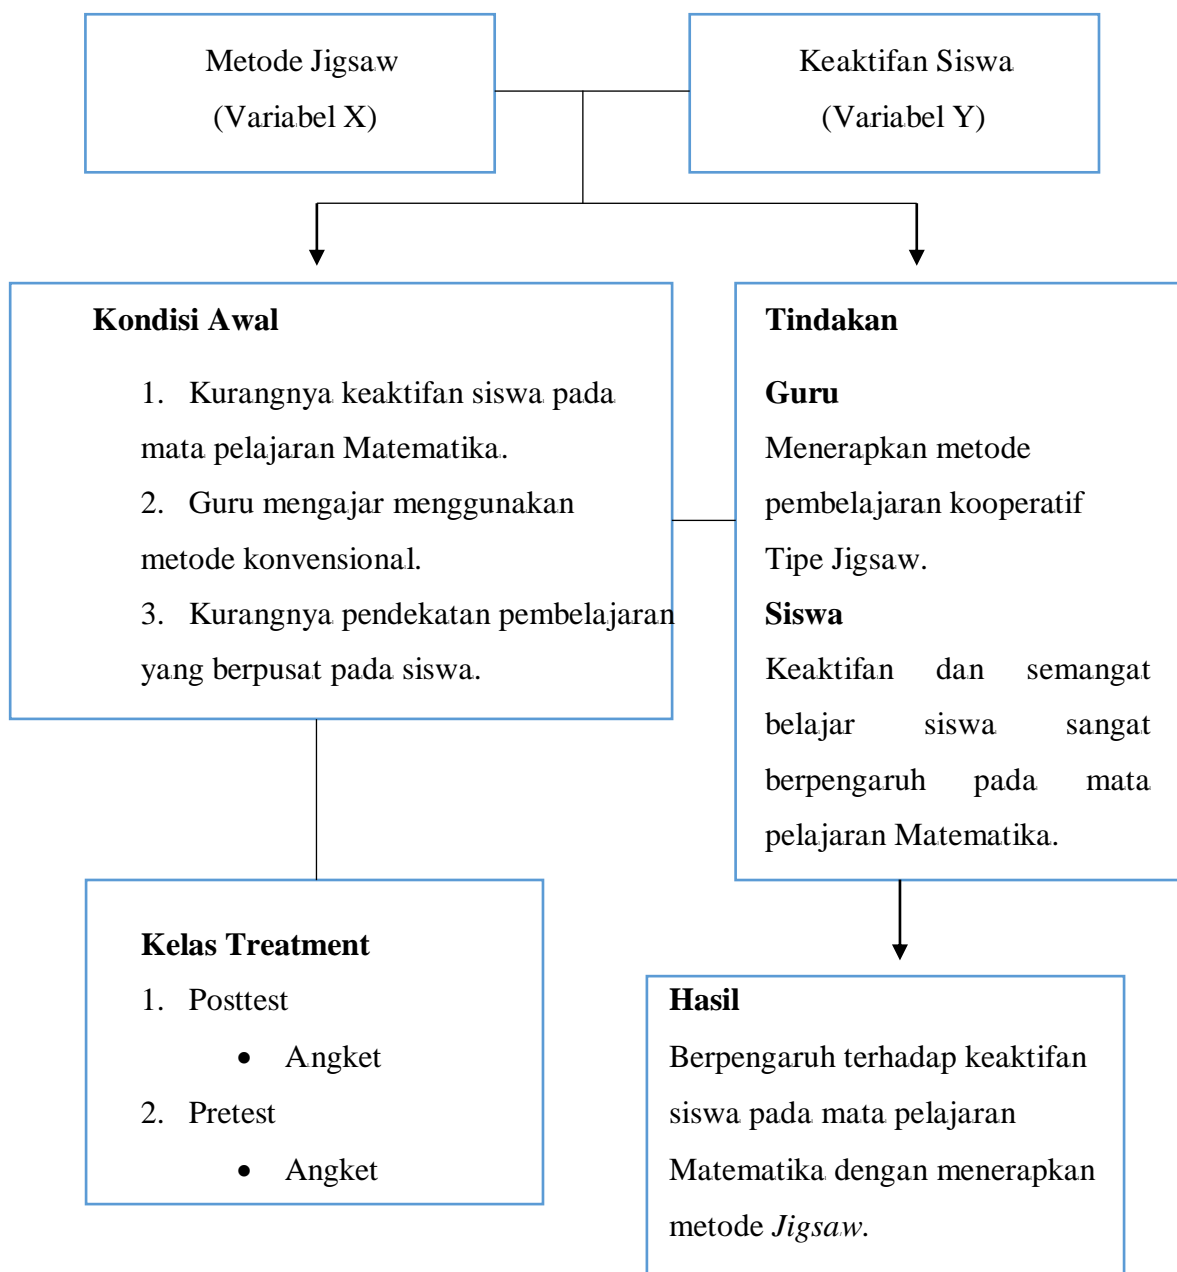 Metode Jigsaw
(Variabel X)
Keaktifan Siswa
(Variabel Y)
Kondisi Awal
1. Kurangnya keaktifan siswa pada
mata pelajaran Matematika.
2. Guru mengajar menggunakan
metode konvensional.
3. Kurangnya pendekatan pembelajaran
yang berpusat pada siswa.
Tindakan
Guru
Menerapkan metode
pembelajaran kooperatif
Tipe Jigsaw.
Siswa
Keaktifan dan semangat
belajar siswa sangat
berpengaruh pada mata
pelajaran Matematika.
Kelas Treatment
1. Posttest
• Angket
2. Pretest
• Angket
Hasil
Berpengaruh terhadap keaktifan
siswa pada mata pelajaran
Matematika dengan menerapkan
metode Jigsaw.